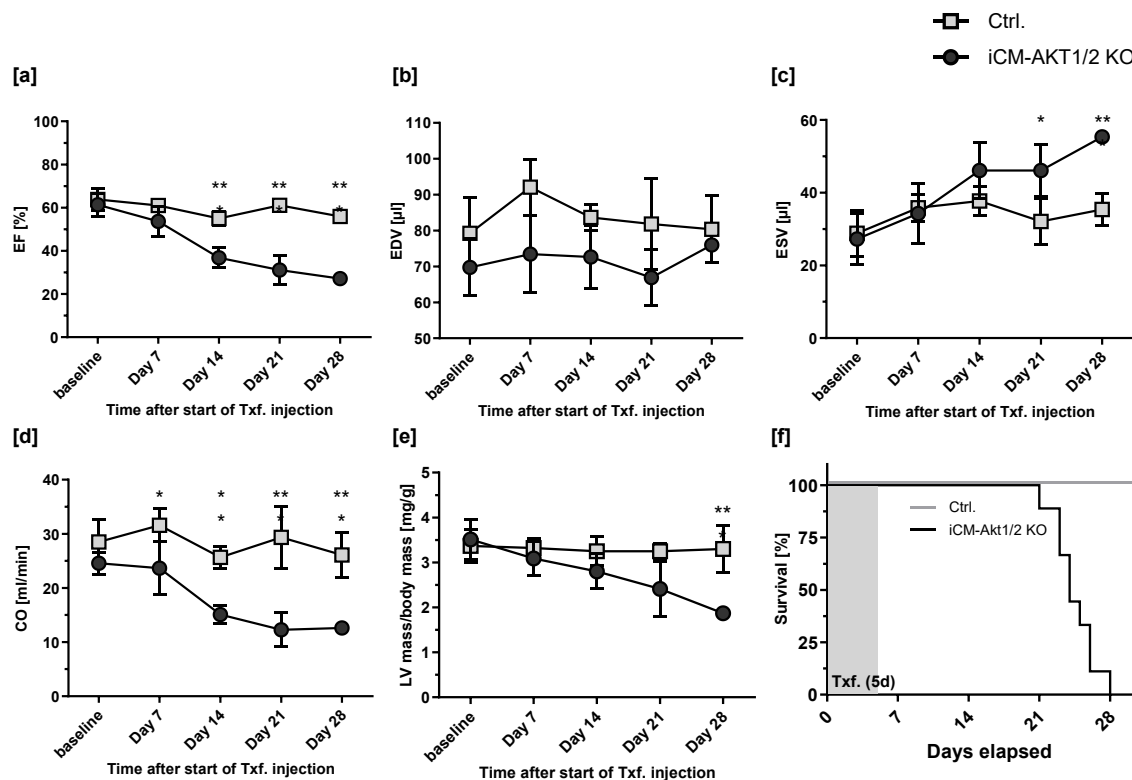 Ctrl.
iCM-AKT1/2 KO
[a]
[b]
[c]
100
80
60
40
20
0
EF [%]
**
*
**
*
**
*
baseline
Day 7
Day 14
Day 21
Day 28
Time after start of Txf. injection
100
90
80
70
60
50
EDV [µl]
baseline
Day 7
Day 14
Day 21
Day 28
Time after start of Txf. injection
60
40
20
0
ESV [µl]
*
**
*
baseline
Day 7
Day 14
Day 21
Day 28
Time after start of Txf. injection
[d]
[e]
[f]
40
30
20
10
0
CO [ml/min]
*
*
*
**
*
**
*
baseline
Day 7
Day 14
Day 21
Day 28
Time after start of Txf. injection
5
4
3
2
1
0
LV mass/body mass [mg/g]
**
*
baseline
Day 7
Day 14
Day 21
Day 28
Time after start of Txf. injection
100
75
50
25
0
Survival [%]
Ctrl.
iCM-Akt1/2 KO
Txf. (5d)
0
7
14
21
28
Days elapsed